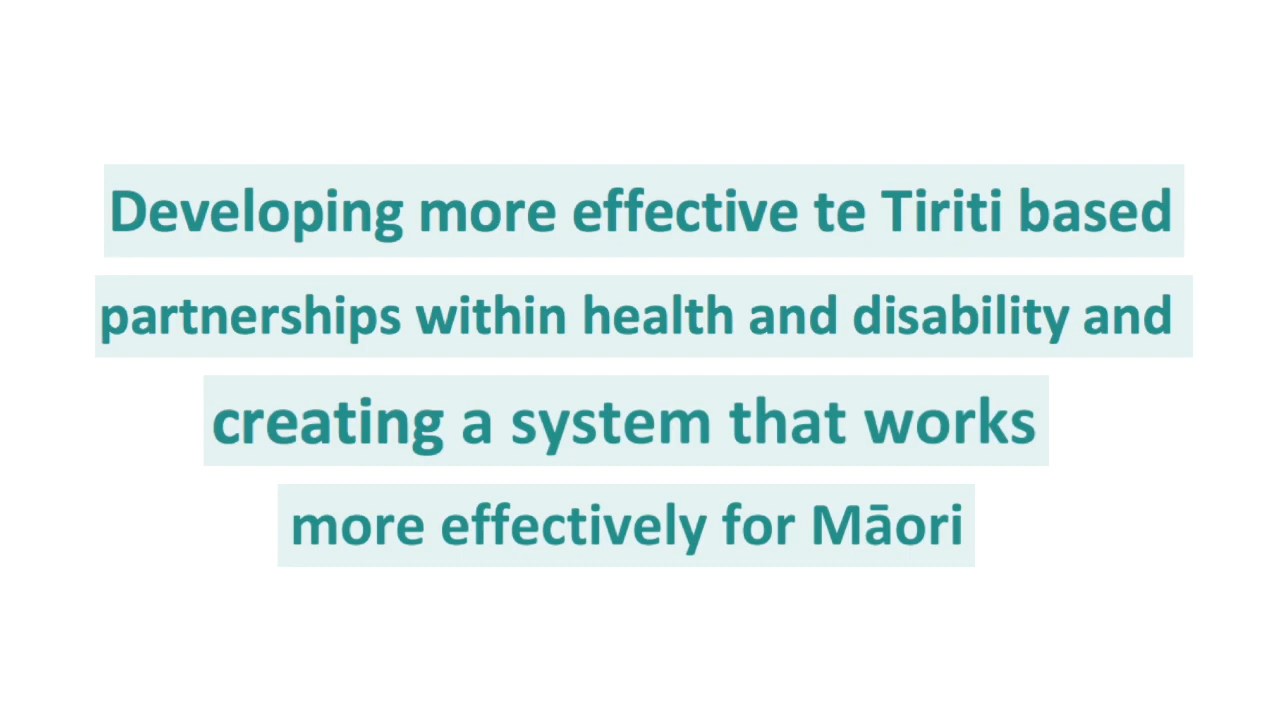 Developing more effective te Tiriti based
partnerships within health and disability and
creating a system that works
more effectively for Māori